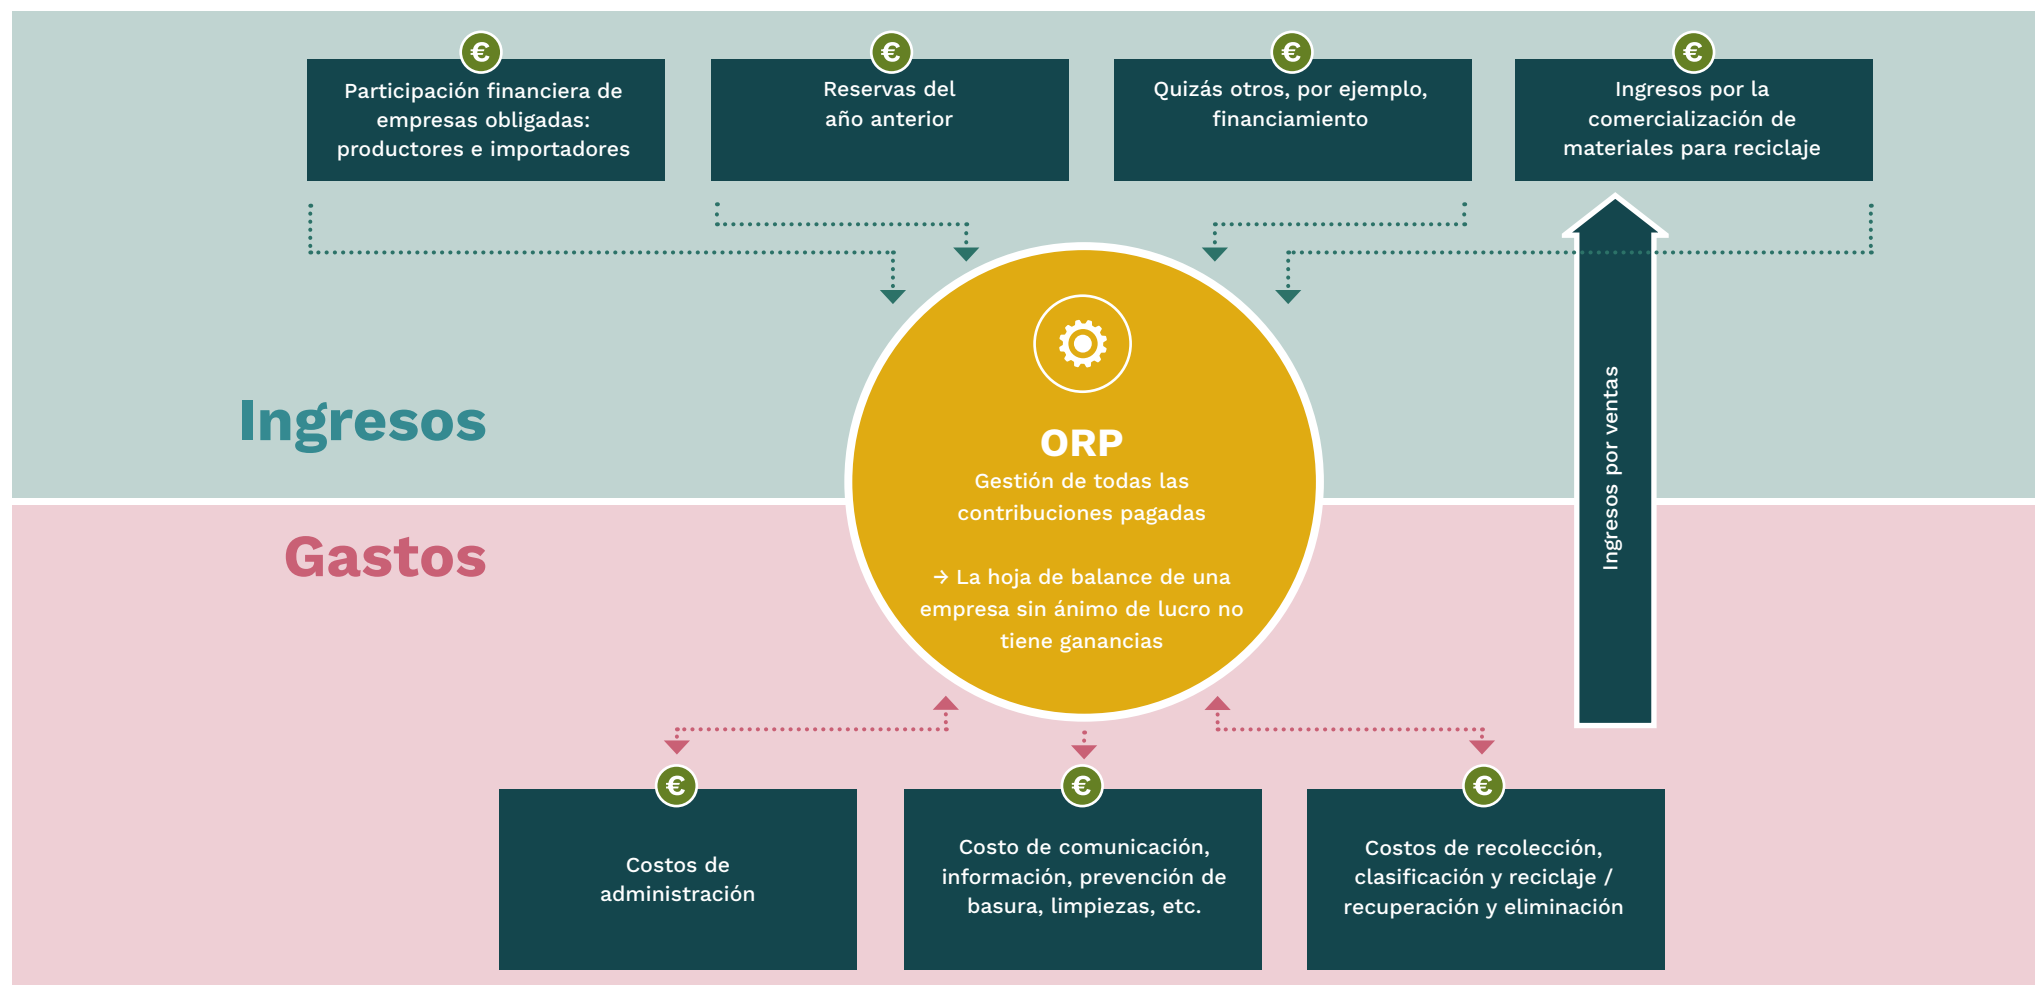 €
Participación financiera de
empresas obligadas:
productores e importadores
€
Reservas del
año anterior
€
Quizás otros, por ejemplo,
financiamiento
€
Ingresos por la
comercialización de
materiales para reciclaje
Ingresos
ORP
Gestión de todas las
contribuciones pagadas
→ La hoja de balance de una
empresa sin ánimo de lucro no
tiene ganancias
Ingresos por ventas
Gastos
€
Costos de
administración
€
Costo de comunicación,
información, prevención de
basura, limpiezas, etc.
€
Costos de recolección,
clasificación y reciclaje /
recuperación y eliminación